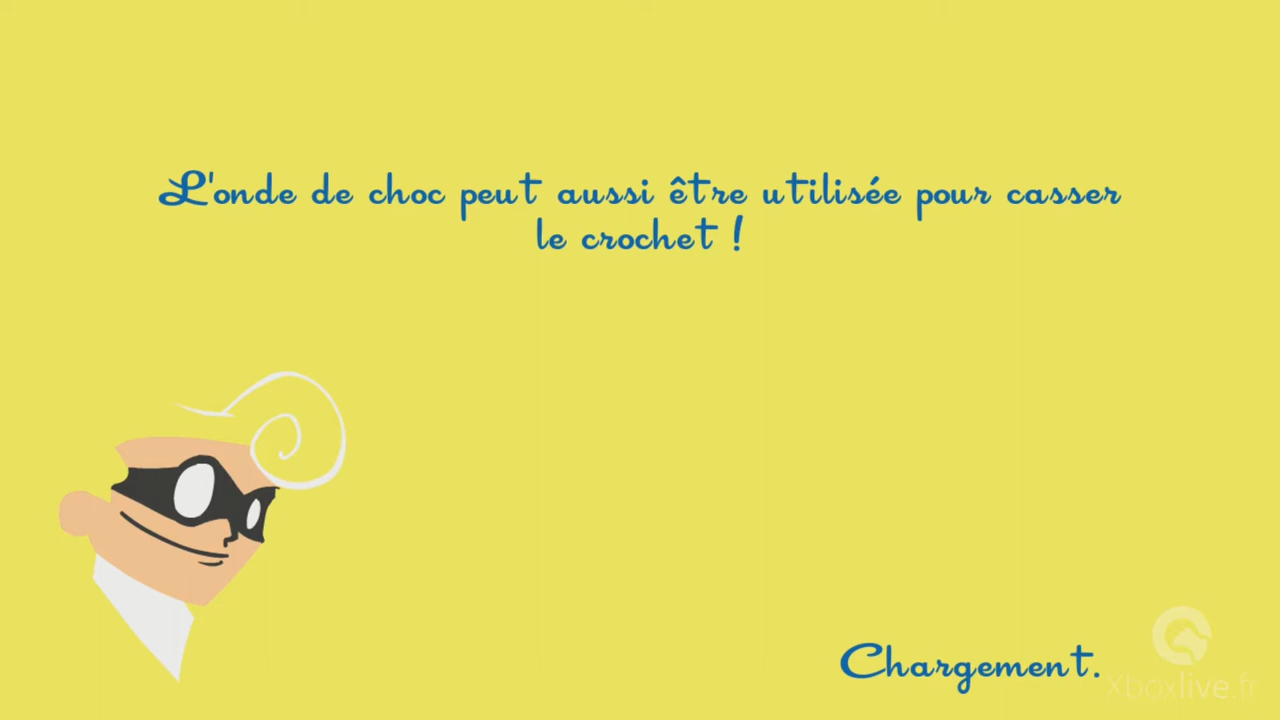 L'onde de choc peut aussi être utilisée pour casser
le crochet !
Chargement.
Xboxlive.fr